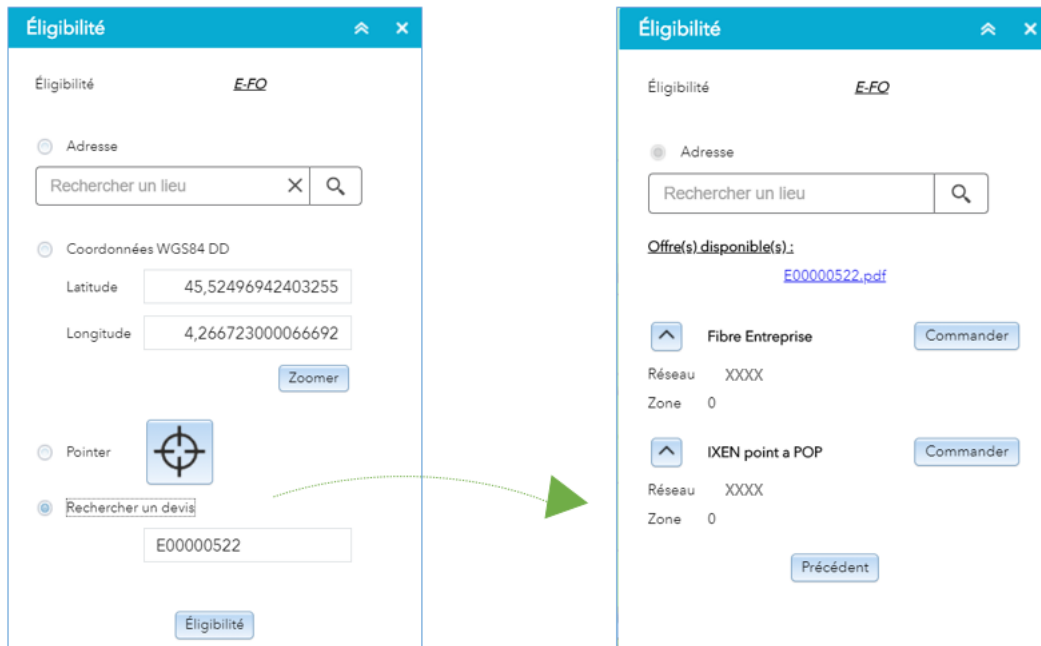 Éligibilité
Éligibilité E-FO
Adresse
Rechercher un lieu
Coordonnées WGS84 DD
Latitude 45,52496942403255
Longitude 4,266723000066692
Zoomer
Pointer
Rechercher un devis
E00000522
Éligibilité
Éligibilité
Éligibilité E-FO
Adresse
Rechercher un lieu
Offre(s) disponible(s) :
E00000522.pdf
Fibre Entreprise Commander
Réseau XXXX
Zone 0
IXEN point a POP Commander
Réseau XXXX
Zone 0
Précédent